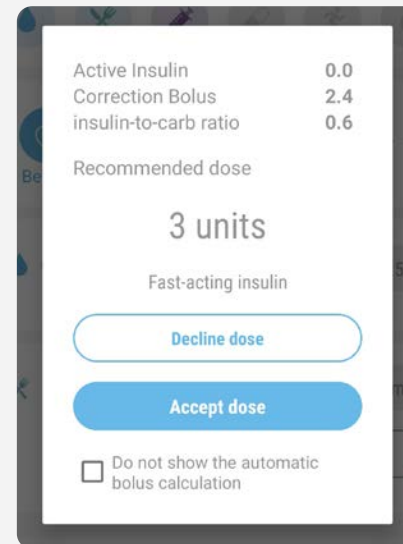 Active Insulin 0.0
Correction Bolus 2.4
insulin-to-carb ratio 0.6
Recommended dose
3 units
Fast-acting insulin
Decline dose
Accept dose
Do not show the automatic
bolus calculation